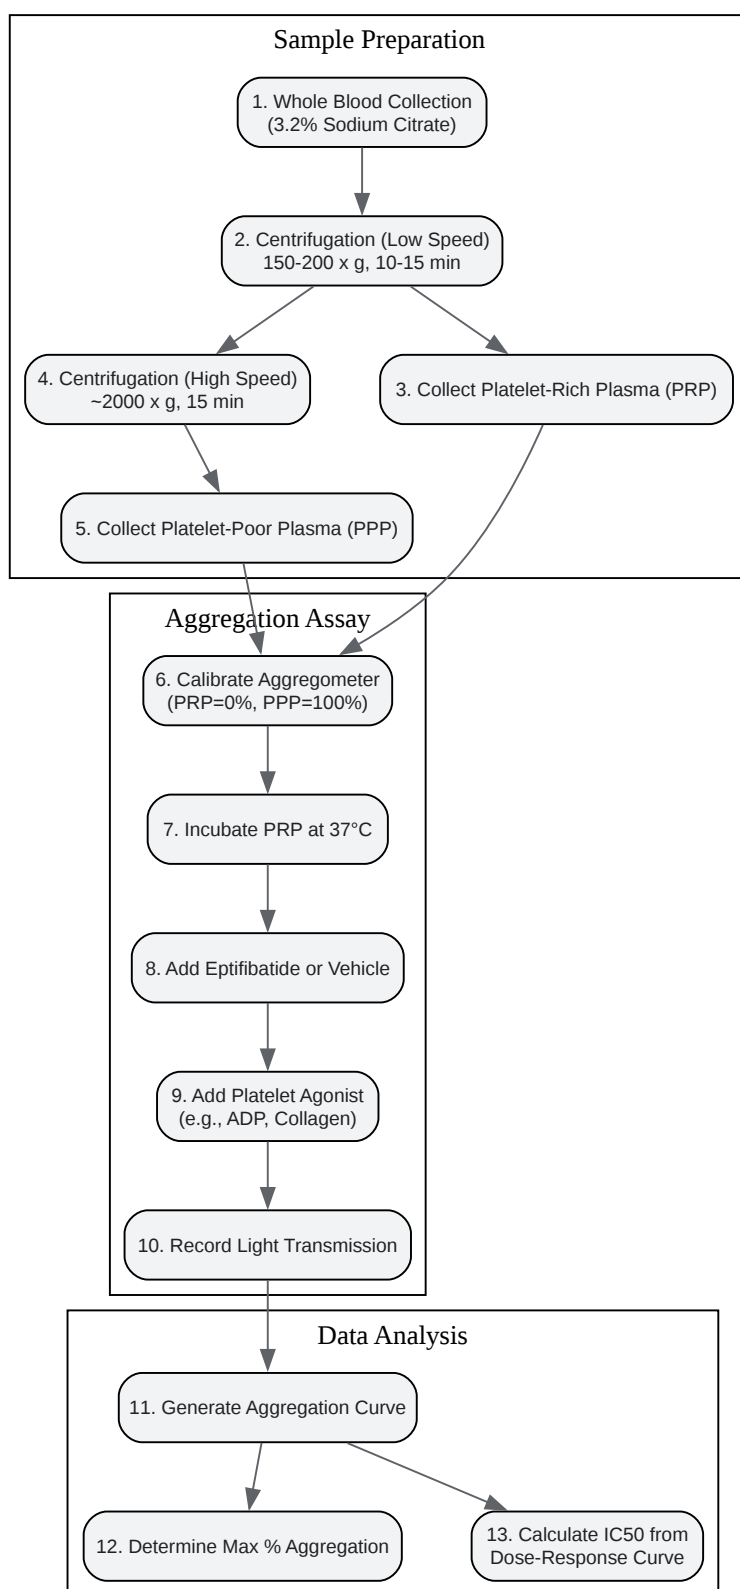 Sample Preparation
1. Whole Blood Collection
(3.2% Sodium Citrate)
2. Centrifugation (Low Speed)
150-200 x g, 10-15 min
4. Centrifugation (High Speed)
~2000 x g, 15 min
3. Collect Platelet-Rich Plasma (PRP)
5. Collect Platelet-Poor Plasma (PPP)
Aggregation Assay
6. Calibrate Aggregometer
(PRP=0%, PPP=100%)
7. Incubate PRP at 37°C
8. Add Eptifibatide or Vehicle
9. Add Platelet Agonist
(e.g., ADP, Collagen)
10. Record Light Transmission
Data Analysis
11. Generate Aggregation Curve
12. Determine Max % Aggregation
13. Calculate IC50 from
Dose-Response Curve